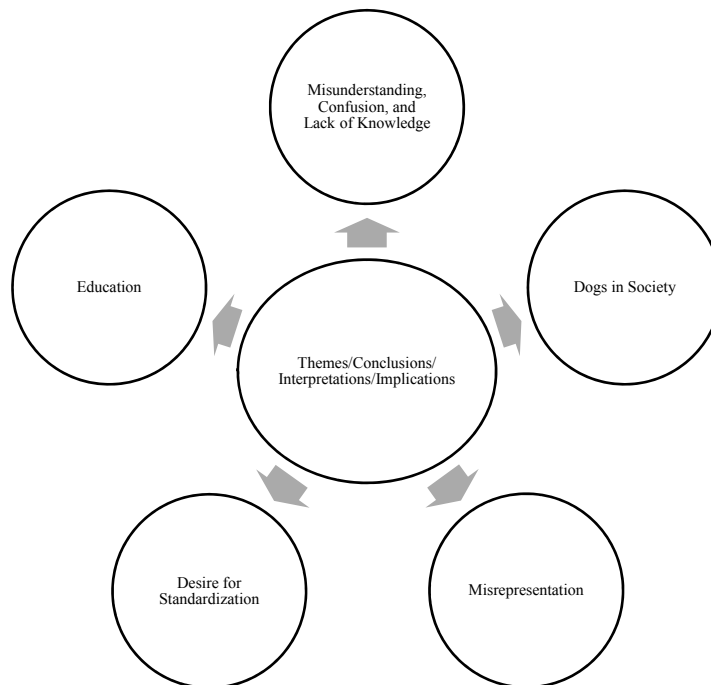 Misunderstanding,
Confusion, and
Lack of Knowledge
Education
Dogs in Society
Themes/Conclusions/
Interpretations/Implications
Desire for
Standardization
Misrepresentation